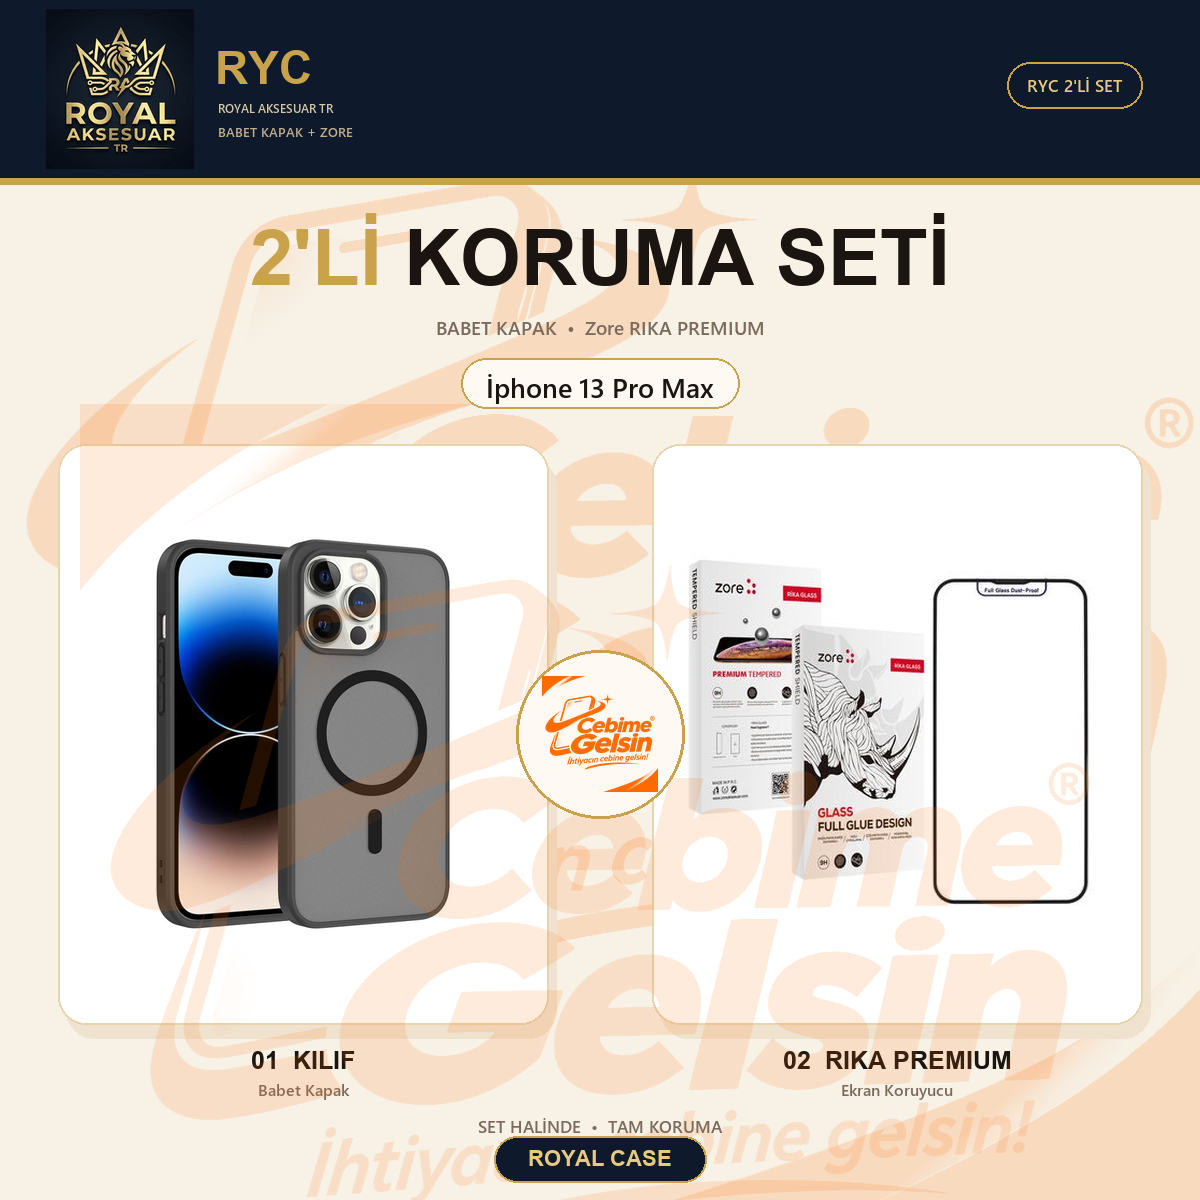 ROYAL
AKSESUAR
TR
RYC
ROYAL AKSESUAR TR
BABET KAPAK + ZORE
RYC 2'Lİ SET
2'Lİ KORUMA SETİ
BABET KAPAK • Zore RIKA PREMIUM
İphone 13 Pro Max
®
zore
RİKA GLASS
TEMPERED SHIELD
PREMIUM TEMPERED
9H
zore
RİKA GLASS
TEMPERED SHIELD
GLASS
FULL GLUE DESIGN
9H
Full Glass Dust-Proof
Cebime®
Gelsin
İhtiyacın cebine gelsin!
Cebime®
Gelsin
01 KILIF
Babet Kapak
02 RIKA PREMIUM
Ekran Koruyucu
SET HALİNDE • TAM KORUMA
ROYAL CASE